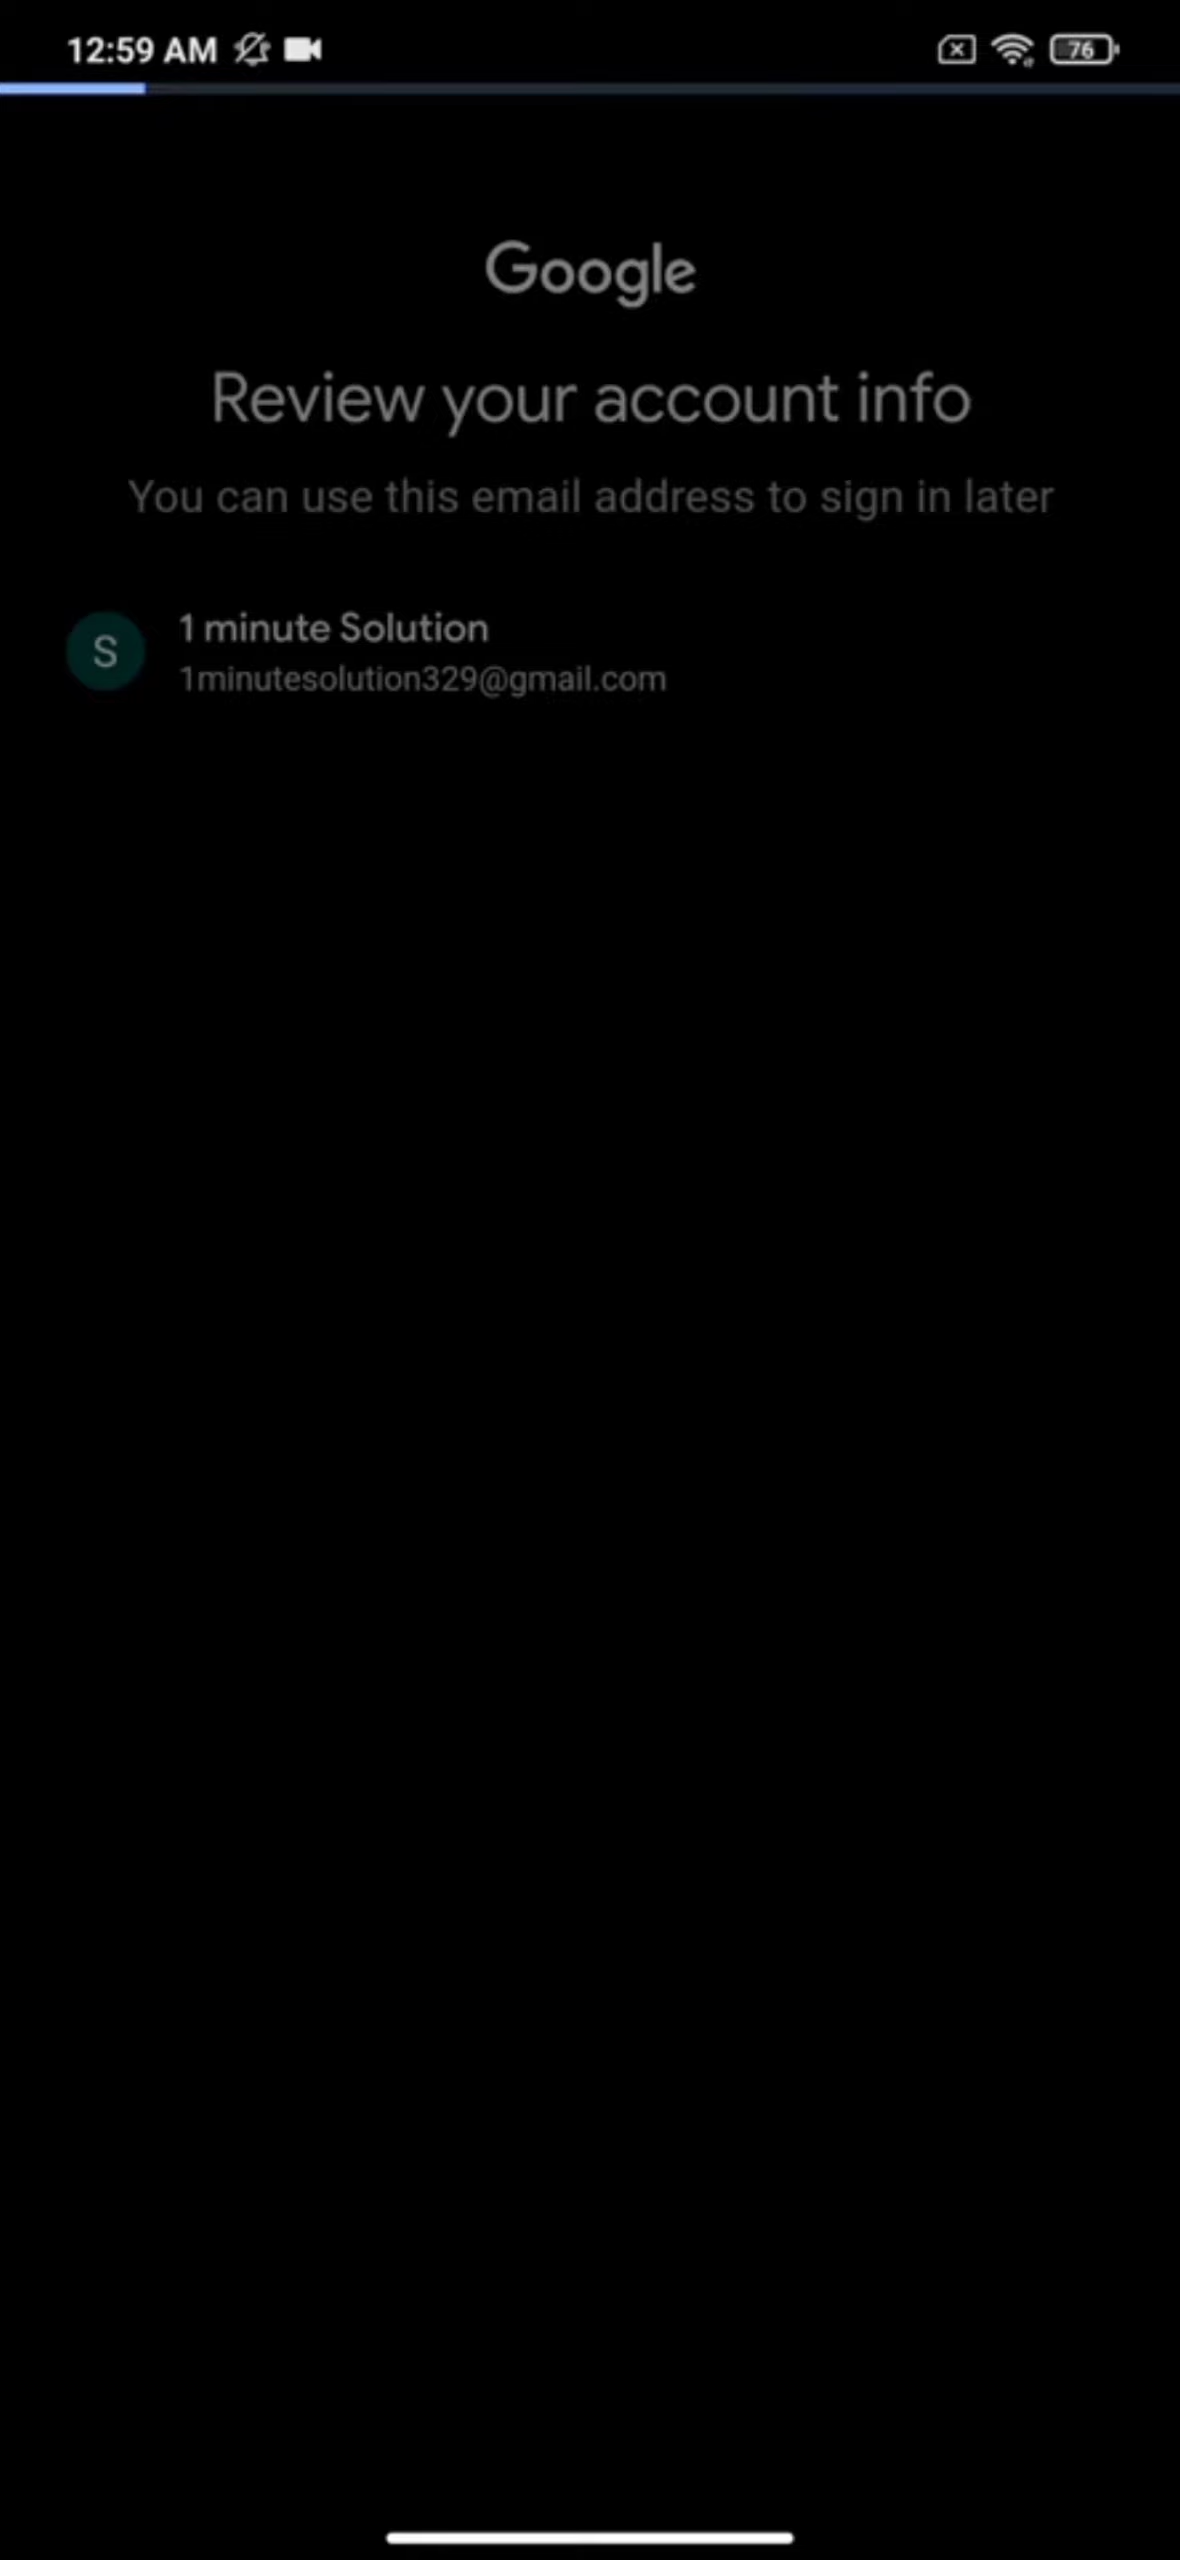 12:59 AM
76
Google
Review your account info
You can use this email address to sign in later
S
1 minute Solution
1minutesolution329@gmail.com